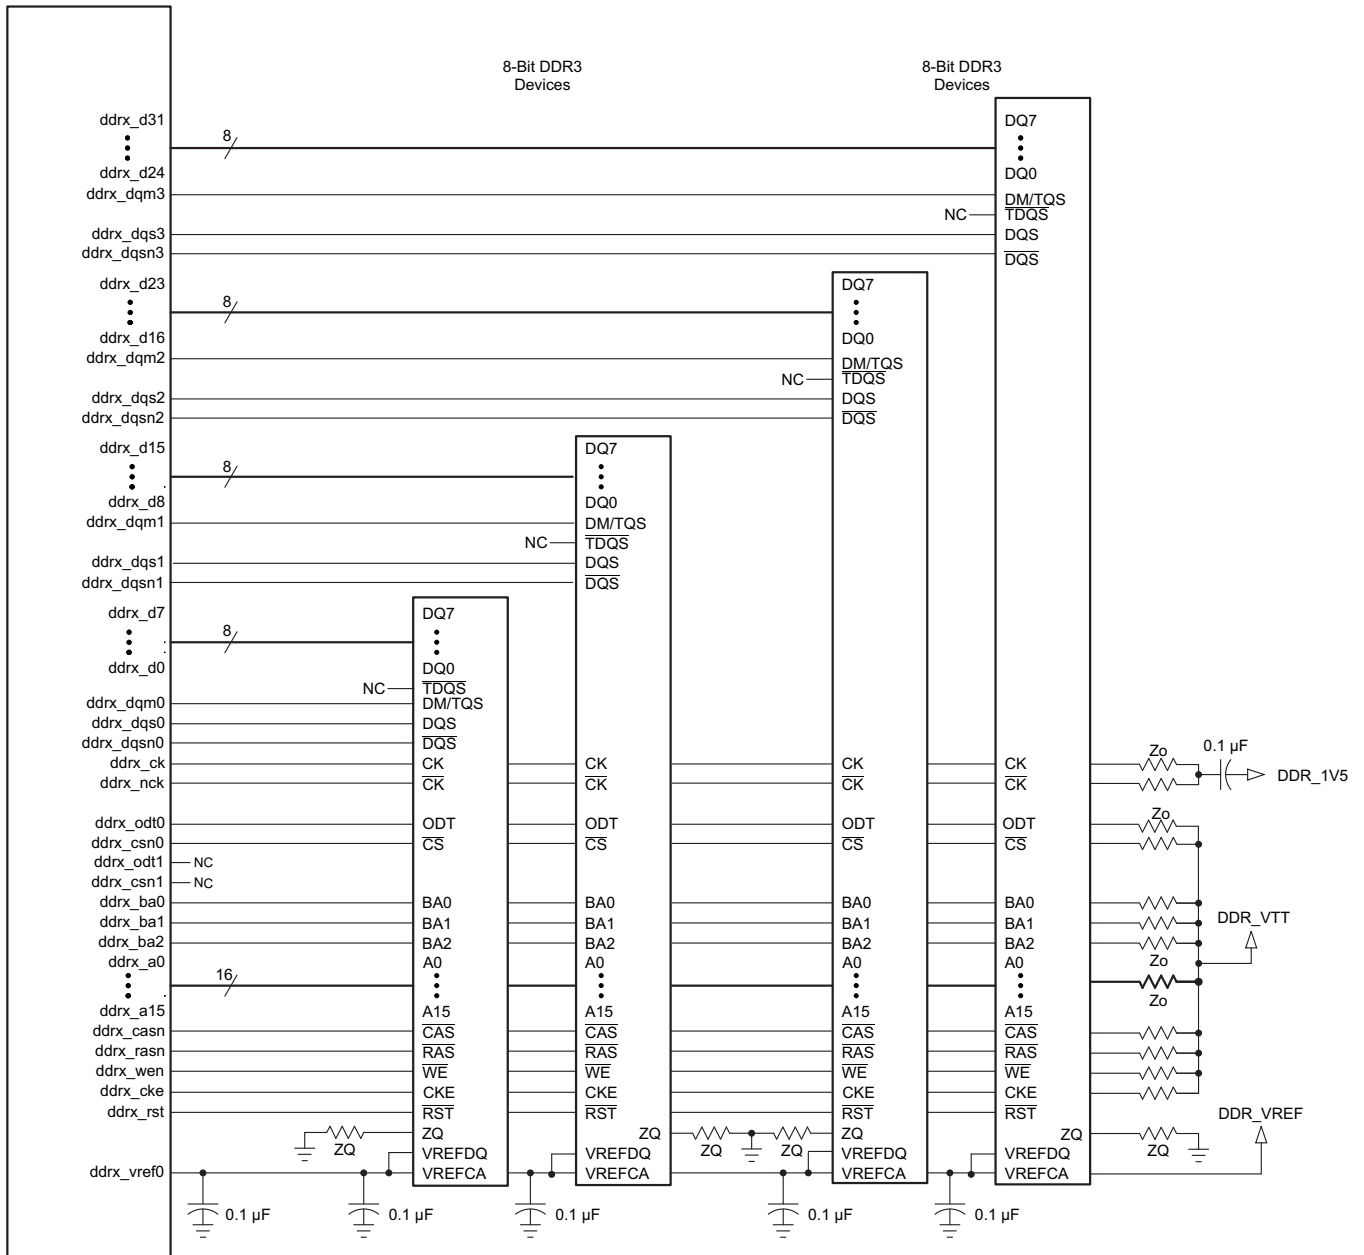 8-Bit DDR3
Devices
8-Bit DDR3
Devices
ddrx_d31
8
DQ7
ddrx_d24
DQ0
ddrx_dqm3
DM/TQS
NC
TDQS
ddrx_dqs3
DQS
ddrx_dqsn3
DQS
ddrx_d23
8
DQ7
ddrx_d16
DQ0
ddrx_dqm2
DM/TQS
NC
TDQS
ddrx_dqs2
DQS
ddrx_dqsn2
DQS
ddrx_d15
8
DQ7
ddrx_d8
DQ0
ddrx_dqm1
DM/TQS
NC
TDQS
ddrx_dqs1
DQS
ddrx_dqsn1
DQS
ddrx_d7
8
DQ7
ddrx_d0
DQ0
NC
TDQS
ddrx_dqm0
DM/TQS
ddrx_dqs0
DQS
ddrx_dqsn0
DQS
Zo
0.1 µF
ddrx_ck
CK
CK
CK
CK
DDR_1V5
ddrx_nck
CK
CK
CK
CK
Zo
ddrx_odt0
ODT
ODT
ODT
ODT
ddrx_csn0
CS
CS
CS
CS
ddrx_odt1
NC
ddrx_csn1
NC
ddrx_ba0
BA0
BA0
BA0
BA0
ddrx_ba1
BA1
BA1
BA1
BA1
DDR_VTT
ddrx_ba2
BA2
BA2
BA2
BA2
ddrx_a0
A0
A0
A0
A0
Zo
16
Zo
ddrx_a15
A15
A15
A15
A15
ddrx_casn
CAS
CAS
CAS
CAS
ddrx_rasn
RAS
RAS
RAS
RAS
ddrx_wen
WE
WE
WE
WE
ddrx_cke
CKE
CKE
CKE
CKE
ddrx_rst
RST
RST
RST
RST
DDR_VREF
ZQ
ZQ
ZQ
ZQ
ZQ
ZQ
ZQ
ZQ
VREFDQ
VREFDQ
VREFDQ
VREFDQ
ddrx_vref0
VREFCA
VREFCA
VREFCA
VREFCA
0.1 µF
0.1 µF
0.1 µF
0.1 µF
0.1 µF